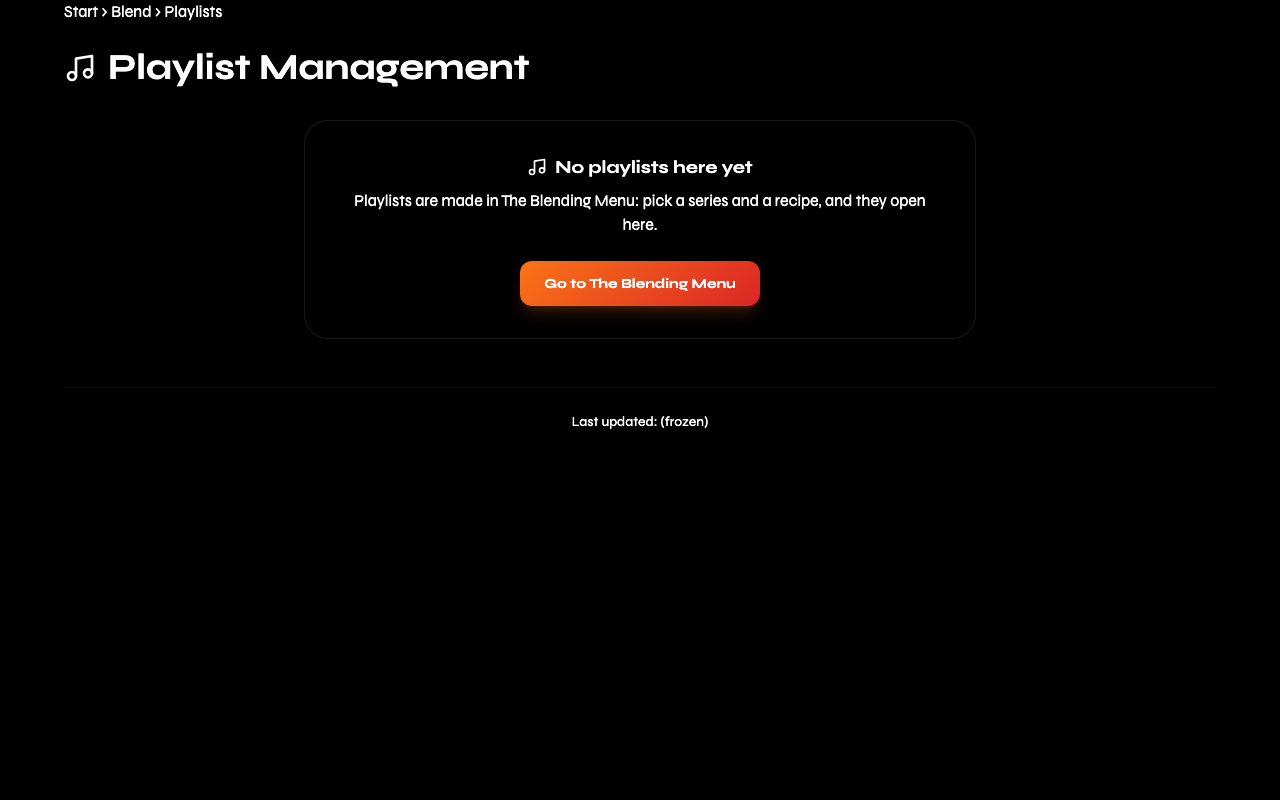 Start › Blend › Playlists
Playlist Management
No playlists here yet
Playlists are made in The Blending Menu: pick a series and a recipe, and they open
here.
Go to The Blending Menu
Last updated: (frozen)